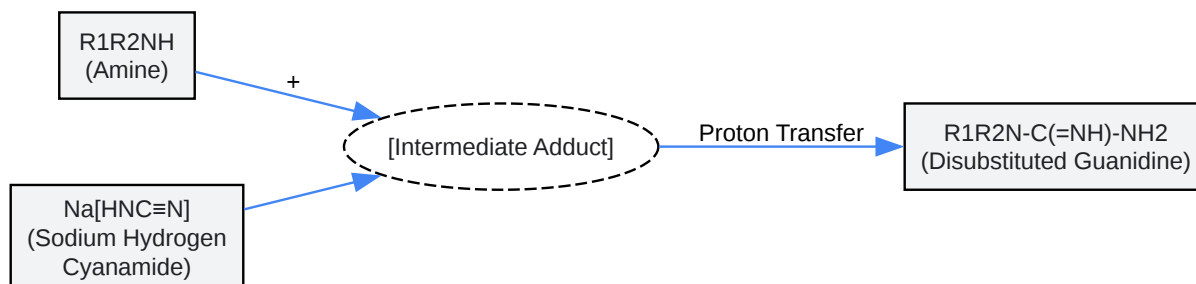 R1R2NH
(Amine)
+
[Intermediate Adduct]
Proton Transfer
R1R2N-C(=NH)-NH2
(Disubstituted Guanidine)
Na[HNC≡N]
(Sodium Hydrogen
Cyanamide)